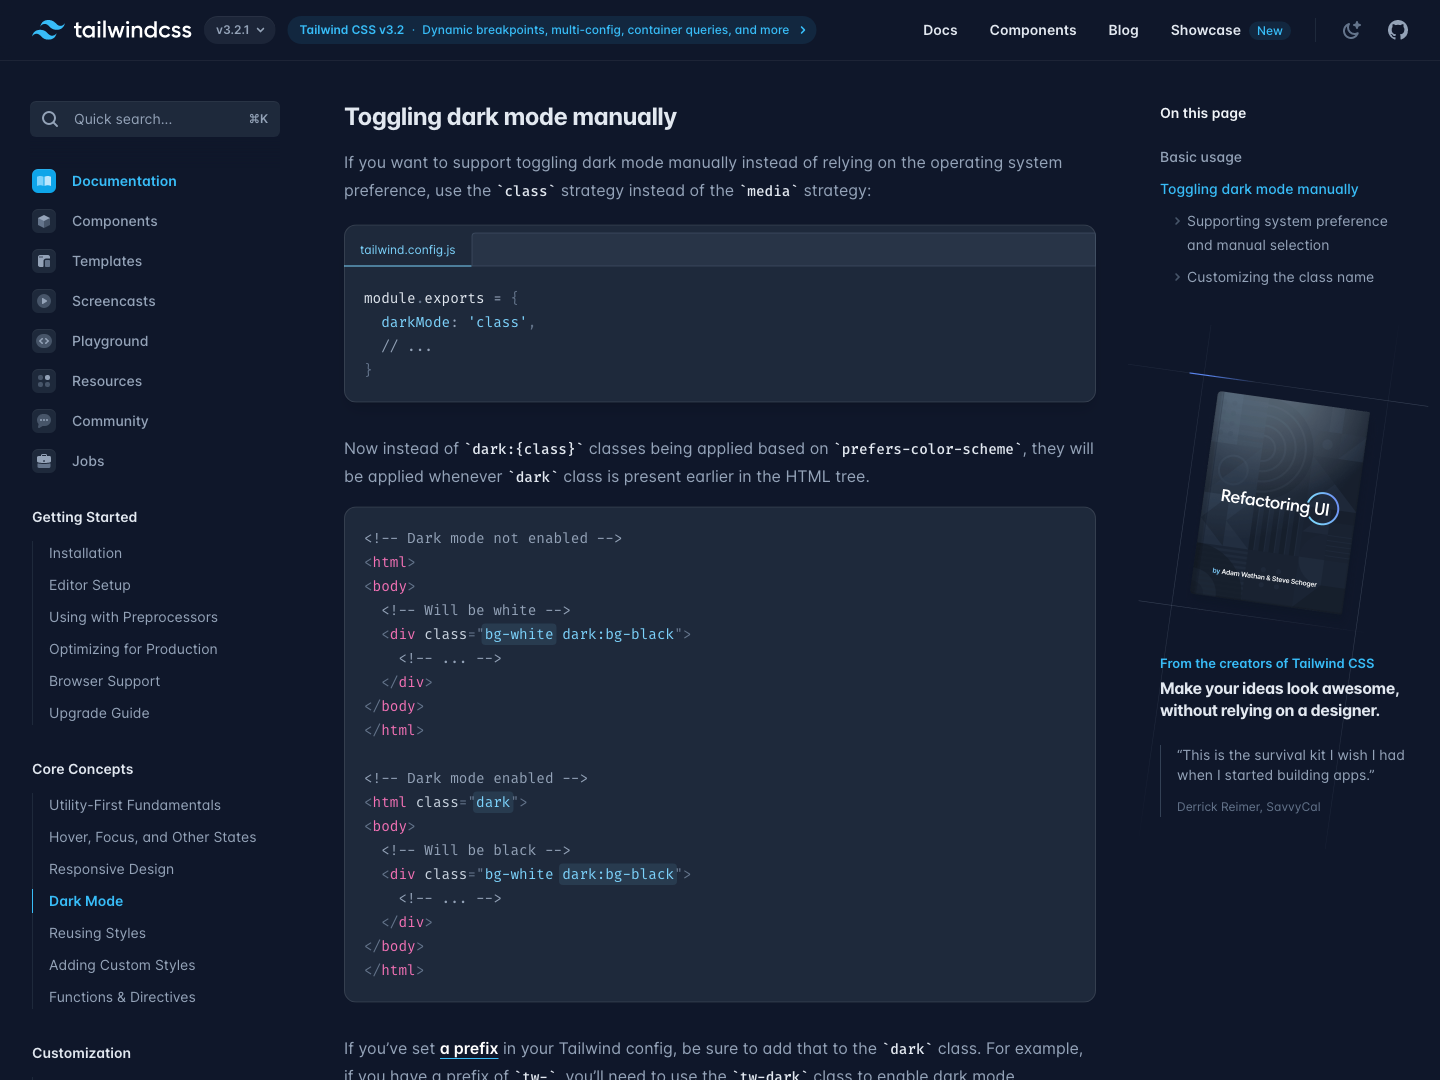 tailwindcss
v3.2.1
Tailwind CSS v3.2 · Dynamic breakpoints, multi-config, container queries, and more
Docs
Components
Blog
Showcase
New
Quick search...
⌘K
Documentation
Components
Templates
Screencasts
Playground
Resources
Community
Jobs
Getting Started
Installation
Editor Setup
Using with Preprocessors
Optimizing for Production
Browser Support
Upgrade Guide
Core Concepts
Utility-First Fundamentals
Hover, Focus, and Other States
Responsive Design
Dark Mode
Reusing Styles
Adding Custom Styles
Functions & Directives
Customization
Toggling dark mode manually
If you want to support toggling dark mode manually instead of relying on the operating system
preference, use the `class` strategy instead of the `media` strategy:
tailwind.config.js
module.exports = {
  darkMode: 'class',
  // ...
}
Now instead of `dark:{class}` classes being applied based on `prefers-color-scheme`, they will
be applied whenever `dark` class is present earlier in the HTML tree.
<!-- Dark mode not enabled -->
<html>
<body>
  <!-- Will be white -->
  <div class="bg-white dark:bg-black">
    <!-- ... -->
  </div>
</body>
</html>
<!-- Dark mode enabled -->
<html class="dark">
<body>
  <!-- Will be black -->
  <div class="bg-white dark:bg-black">
    <!-- ... -->
  </div>
</body>
</html>
If you’ve set a prefix in your Tailwind config, be sure to add that to the `dark` class. For example,
if you have a prefix of `tw-`, you’ll need to use the `tw-dark` class to enable dark mode.
On this page
Basic usage
Toggling dark mode manually
Supporting system preference
and manual selection
Customizing the class name
Refactoring UI
by Adam Wathan & Steve Schoger
From the creators of Tailwind CSS
Make your ideas look awesome,
without relying on a designer.
“This is the survival kit I wish I had
when I started building apps.”
Derrick Reimer, SavvyCal